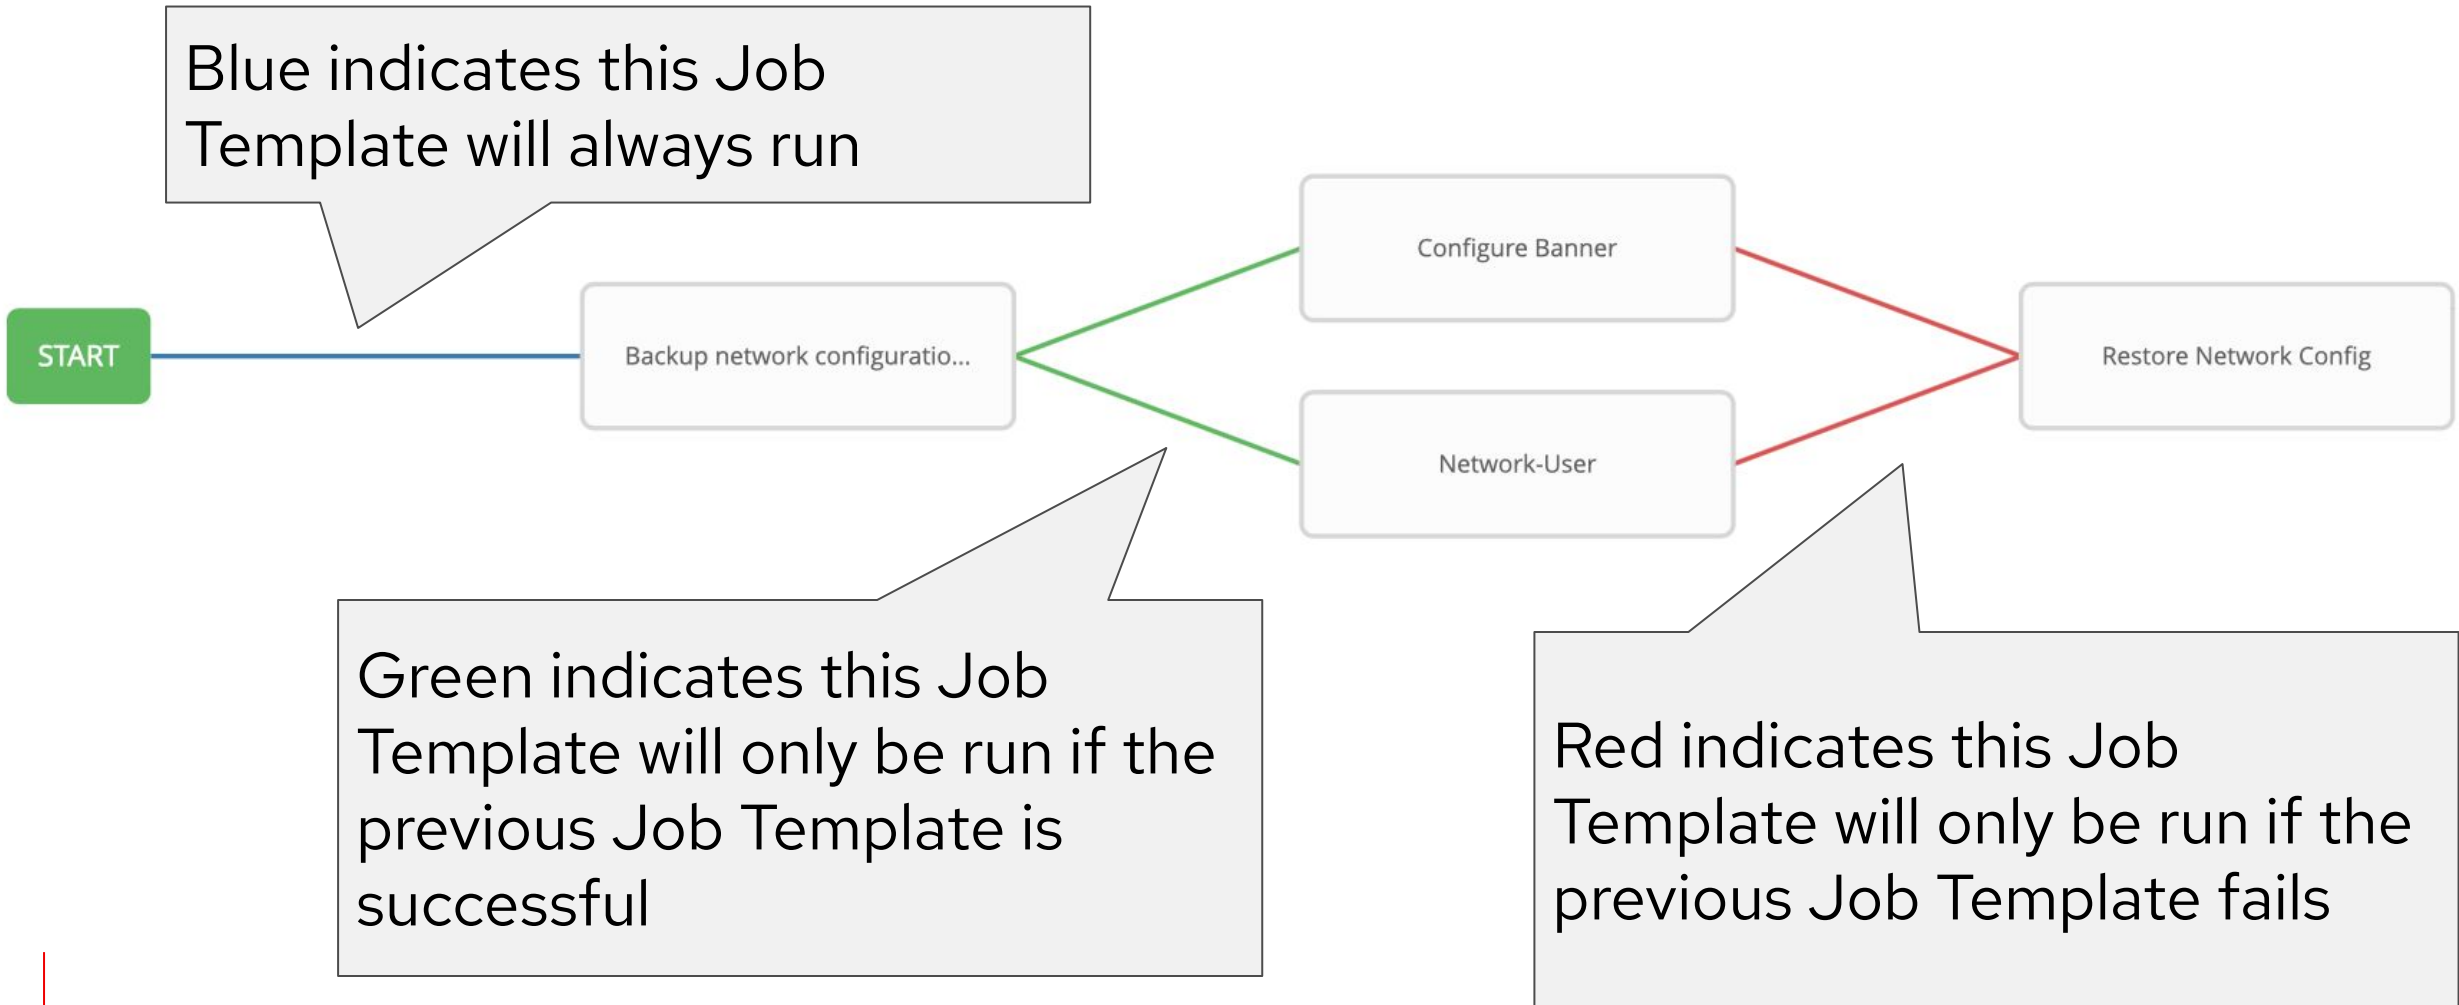 Blue indicates this Job
Template will always run
START
Backup network configuratio...
Configure Banner
Network-User
Restore Network Config
Green indicates this Job
Template will only be run if the
previous Job Template is
successful
Red indicates this Job
Template will only be run if the
previous Job Template fails